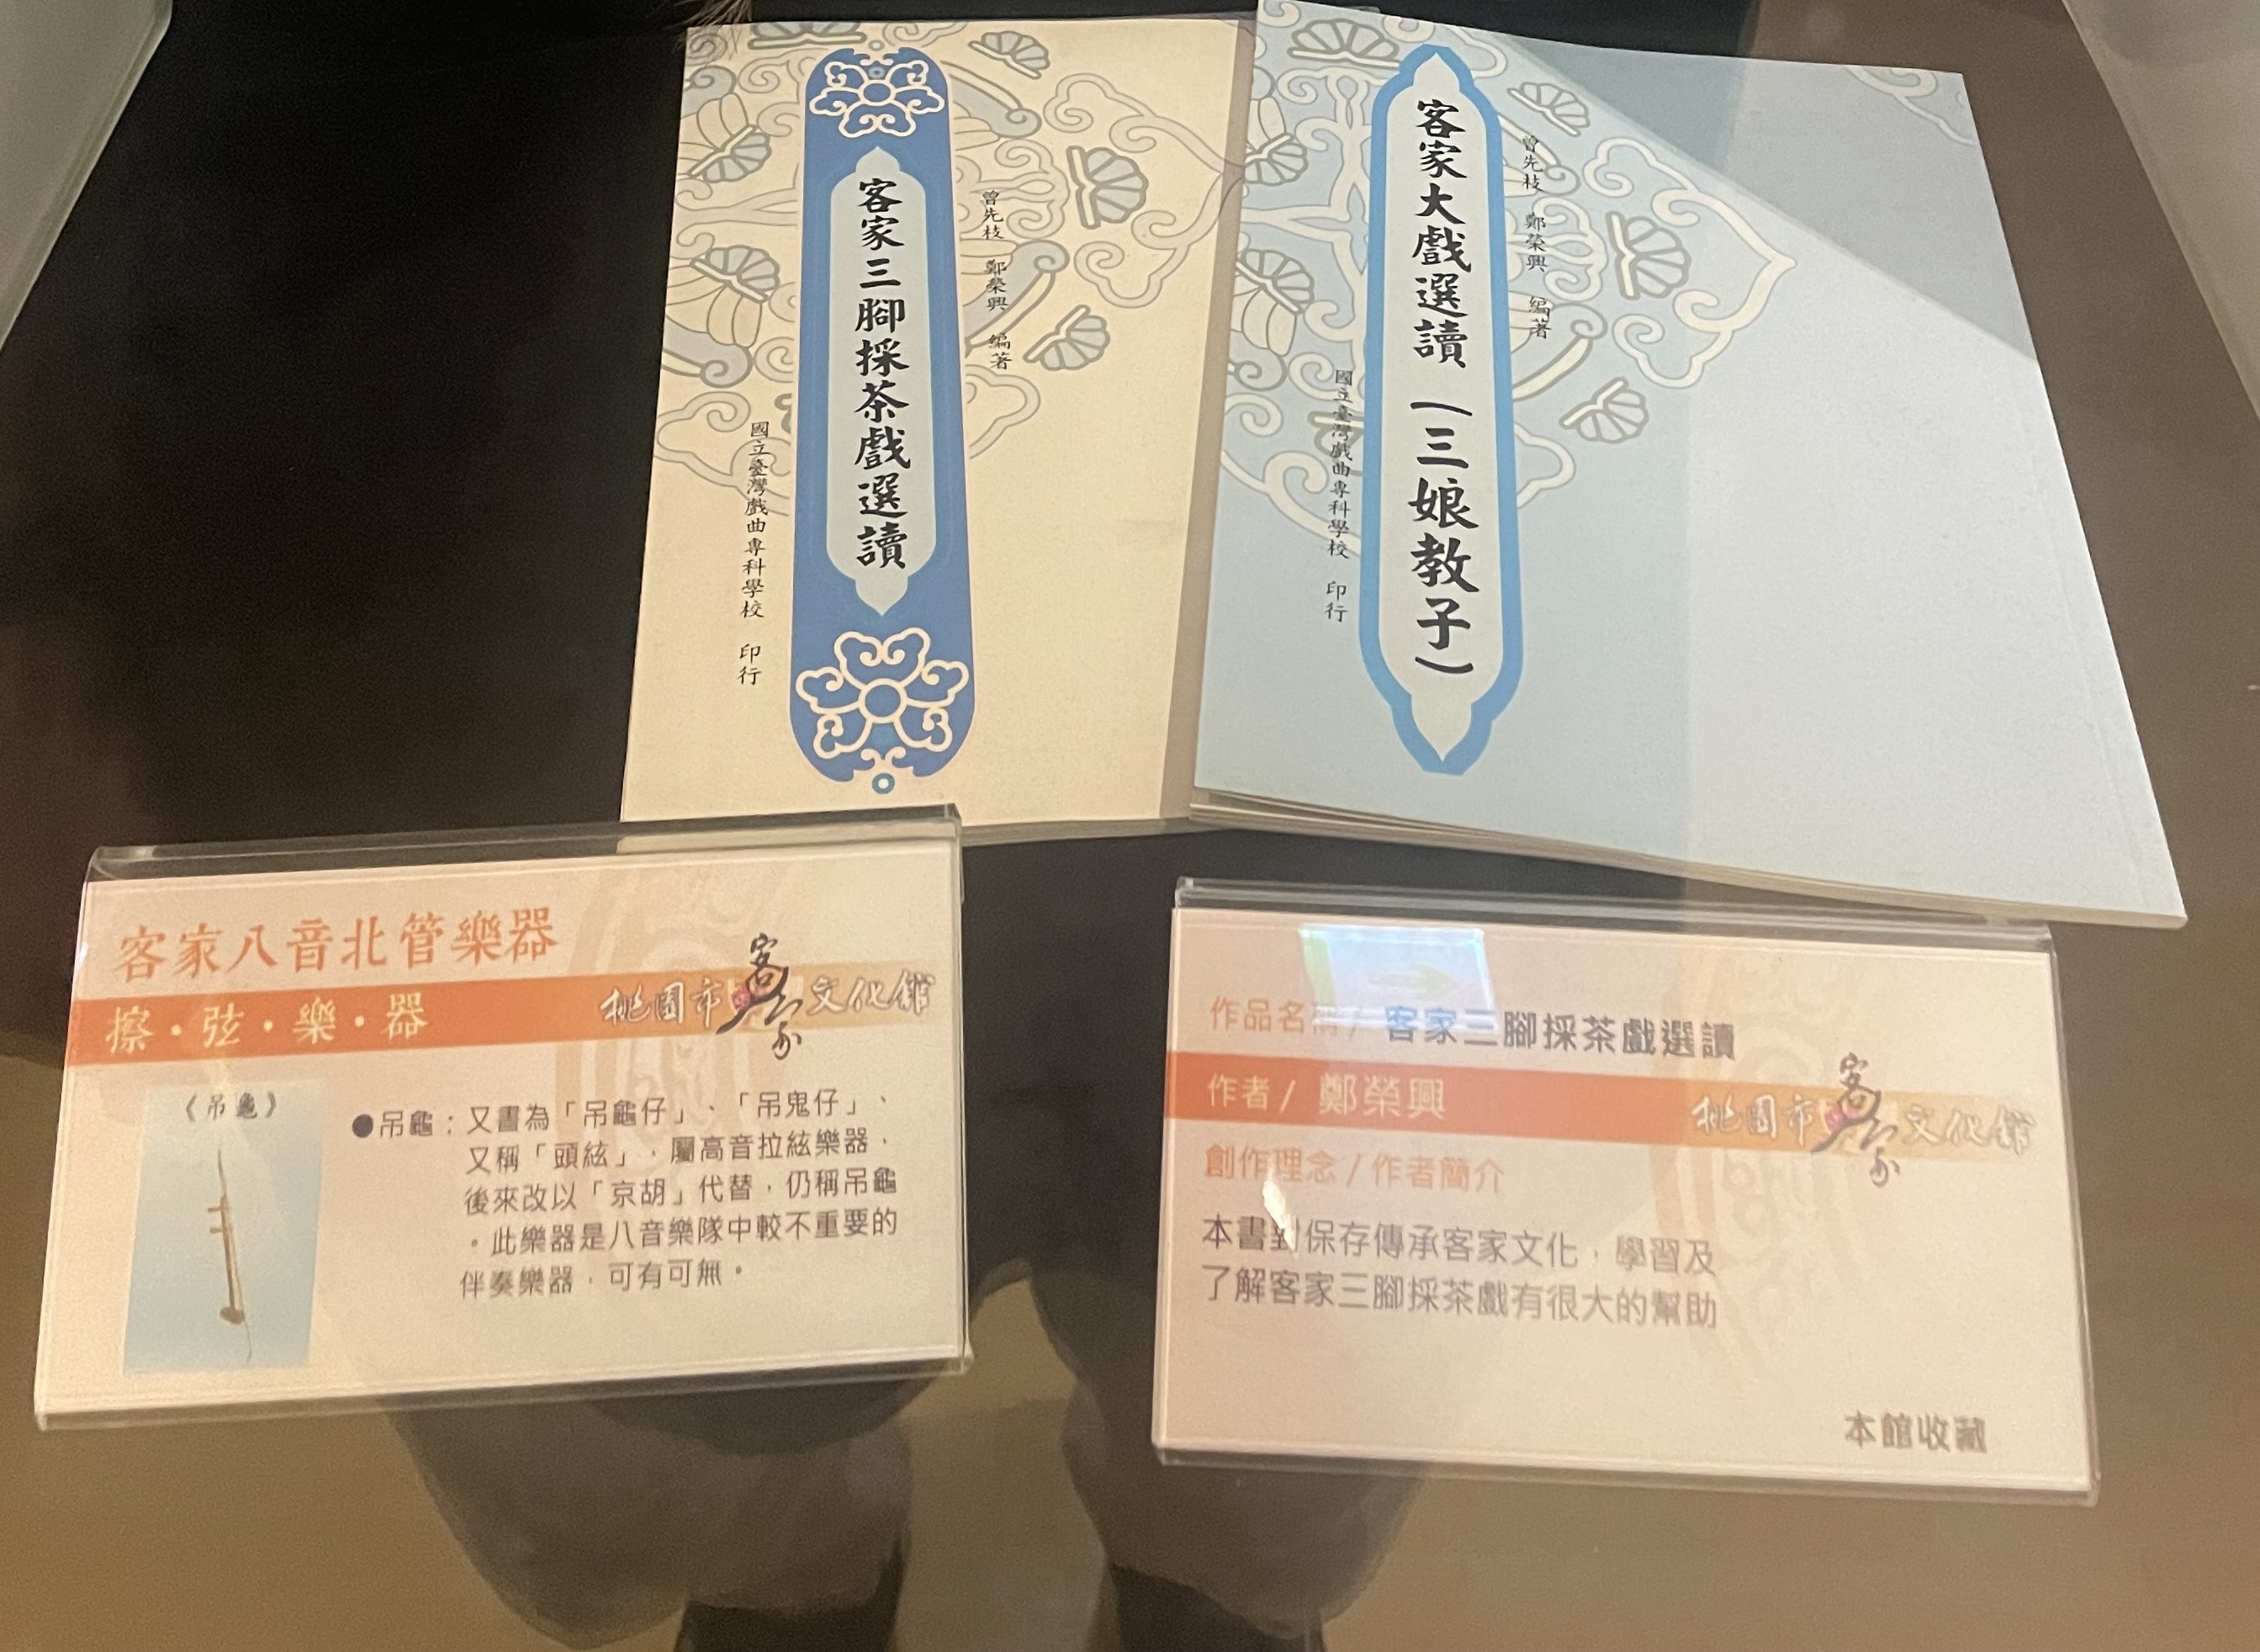 客家三腳採茶戲選讀
曾先枝 鄭榮興 編著
國立臺灣戲曲專科學校 印行
客家大戲選讀（三娘教子）
曾先枝 鄭榮興 編著
國立臺灣戲曲專科學校 印行
客家八音北管樂器
擦・弦・樂・器
桃園市客家文化館
《吊龜》
●吊龜：又書為「吊龜仔」、「吊鬼仔」、
又稱「頭絃」，屬高音拉絃樂器，
後來改以「京胡」代替，仍稱吊龜
。此樂器是八音樂隊中較不重要的
伴奏樂器，可有可無。
作品名稱/ 客家三腳採茶戲選讀
作者/ 鄭榮興
桃園市客家文化館
創作理念/作者簡介
本書對保存傳承客家文化，學習及
了解客家三腳採茶戲有很大的幫助
本館收藏